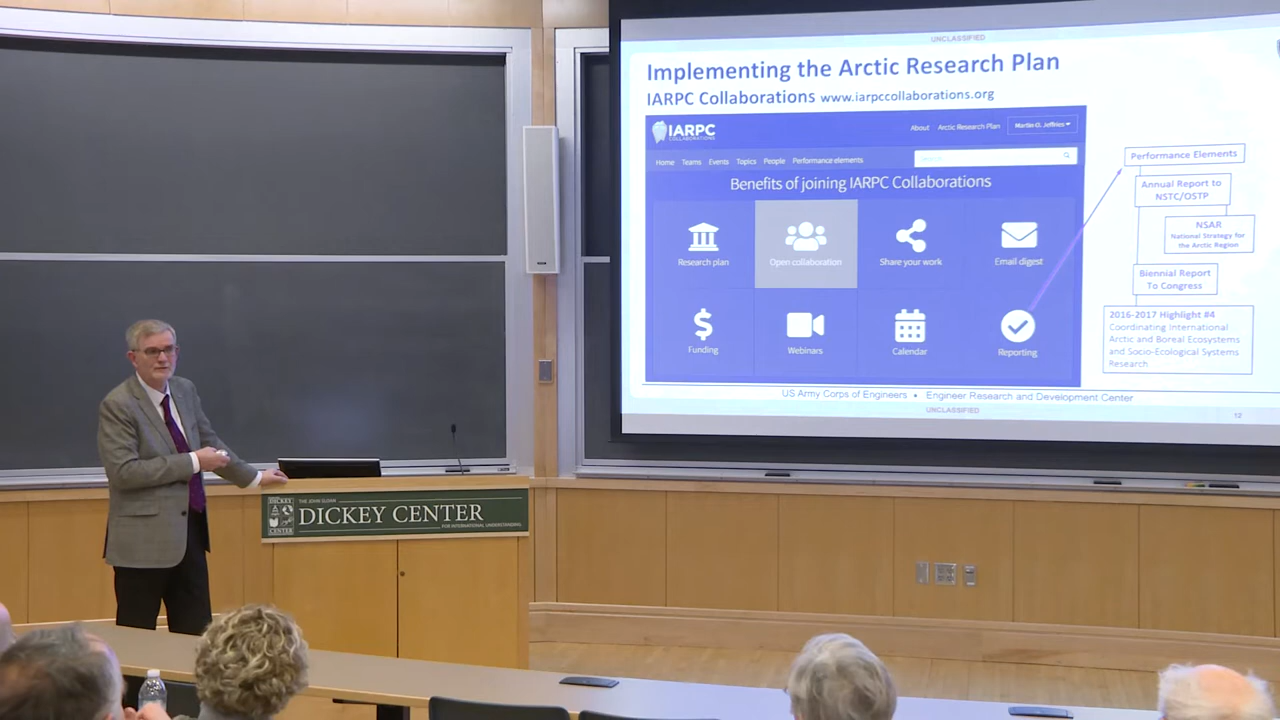 UNCLASSIFIED
Implementing the Arctic Research Plan
IARPC Collaborations www.iarpccollaborations.org
IARPC
COLLABORATIONS
About Arctic Research Plan Martin O. Jeffries
Home Teams Events Topics People Performance elements
Benefits of joining IARPC Collaborations
Research plan Open collaboration Share your work Email digest
Funding Webinars Calendar Reporting
Performance Elements
Annual Report to
NSTC/OSTP
NSAR
National Strategy for
the Arctic Region
Biennial Report
To Congress
2016-2017 Highlight #4
Coordinating International
Arctic and Boreal Ecosystems
and Socio-Ecological Systems
Research
US Army Corps of Engineers • Engineer Research and Development Center
UNCLASSIFIED
12
DICKEY
CENTER
THE JOHN SLOAN
DICKEY CENTER
FOR INTERNATIONAL UNDERSTANDING